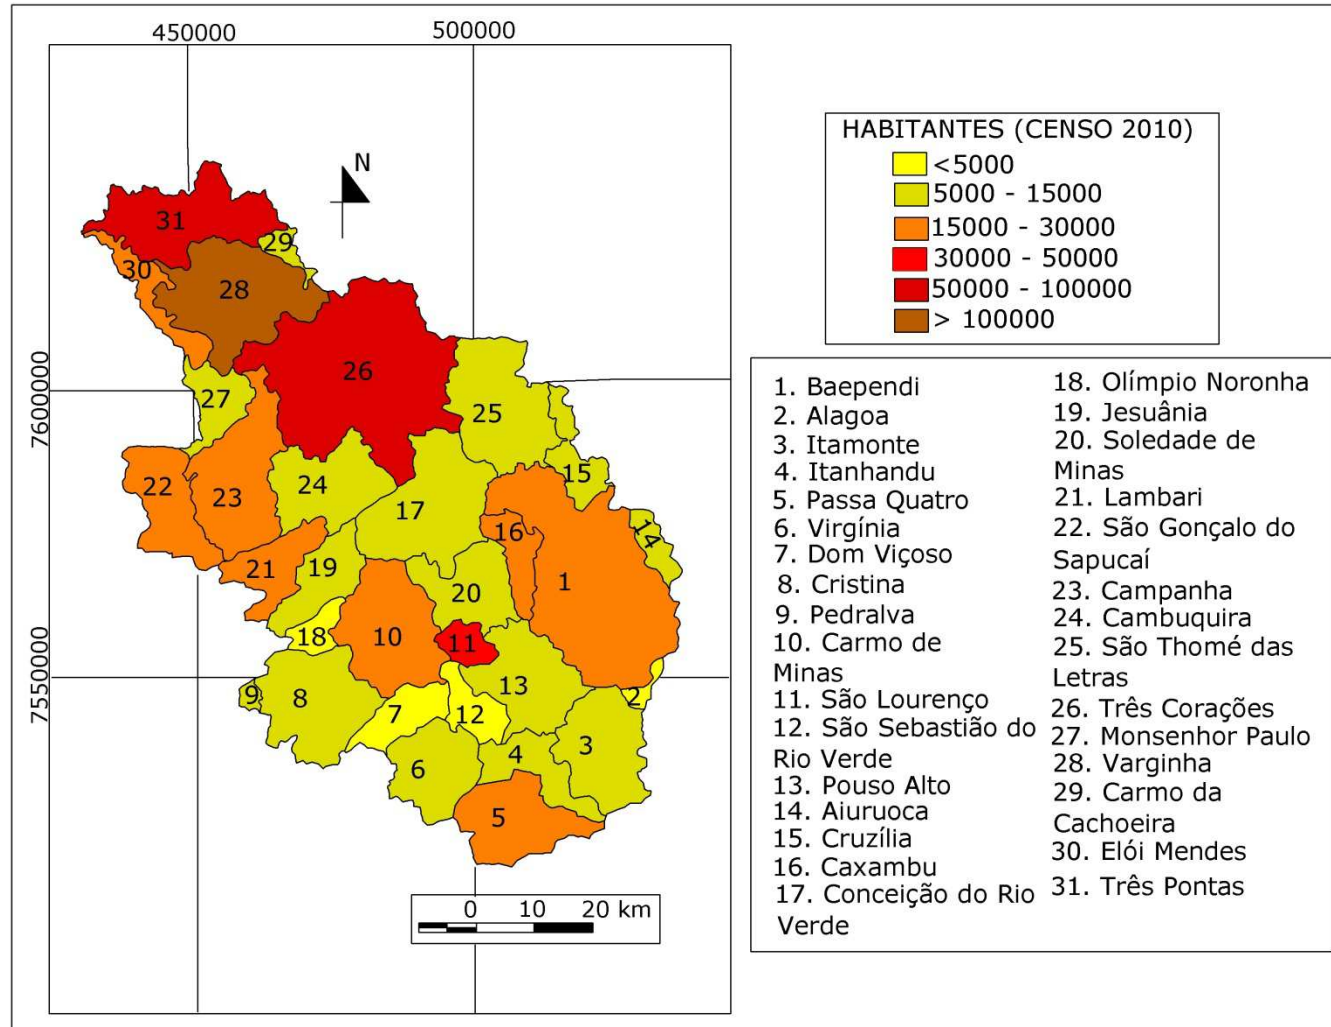 450000
500000
N
7600000
7550000
31
30
29
28
27
26
25
24
23
22
21
20
19
18
17
16
15
14
1
2
3
4
5
6
7
8
9
10
11
12
13
0 10 20 km
HABITANTES (CENSO 2010)
<5000
5000 - 15000
15000 - 30000
30000 - 50000
50000 - 100000
> 100000
1. Baependi
2. Alagoa
3. Itamonte
4. Itanhandu
5. Passa Quatro
6. Virgínia
7. Dom Viçoso
8. Cristina
9. Pedralva
10. Carmo de
Minas
11. São Lourenço
12. São Sebastião do
Rio Verde
13. Pouso Alto
14. Aiuruoca
15. Cruzília
16. Caxambu
17. Conceição do Rio
Verde
18. Olímpio Noronha
19. Jesuânia
20. Soledade de
Minas
21. Lambari
22. São Gonçalo do
Sapucaí
23. Campanha
24. Cambuquira
25. São Thomé das
Letras
26. Três Corações
27. Monsenhor Paulo
28. Varginha
29. Carmo da
Cachoeira
30. Elói Mendes
31. Três Pontas